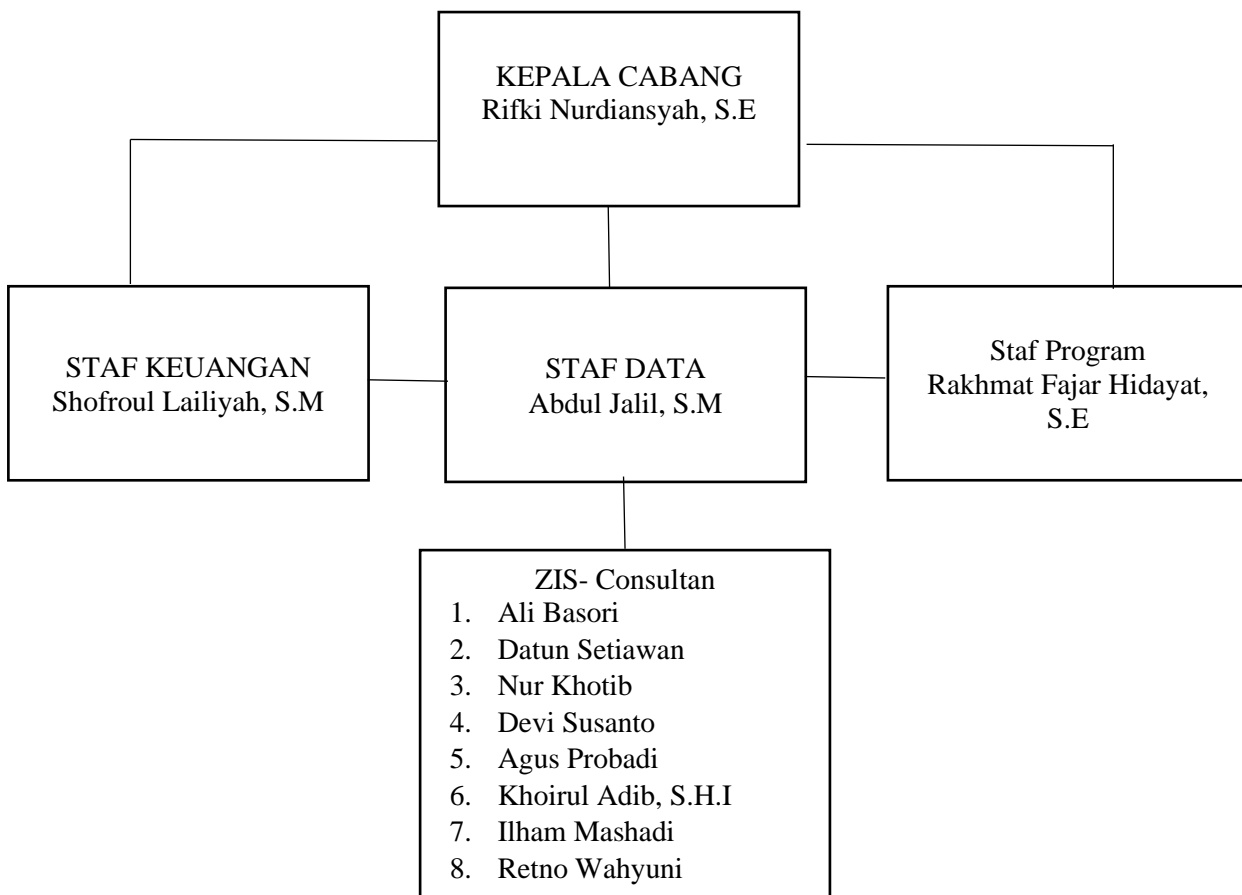 KEPALA CABANG
Rifki Nurdiansyah, S.E
STAF KEUANGAN
Shofroul Lailiyah, S.M
STAF DATA
Abdul Jalil, S.M
Staf Program
Rakhmat Fajar Hidayat,
S.E
ZIS- Consultan
1. Ali Basori
2. Datun Setiawan
3. Nur Khotib
4. Devi Susanto
5. Agus Probadi
6. Khoirul Adib, S.H.I
7. Ilham Mashadi
8. Retno Wahyuni